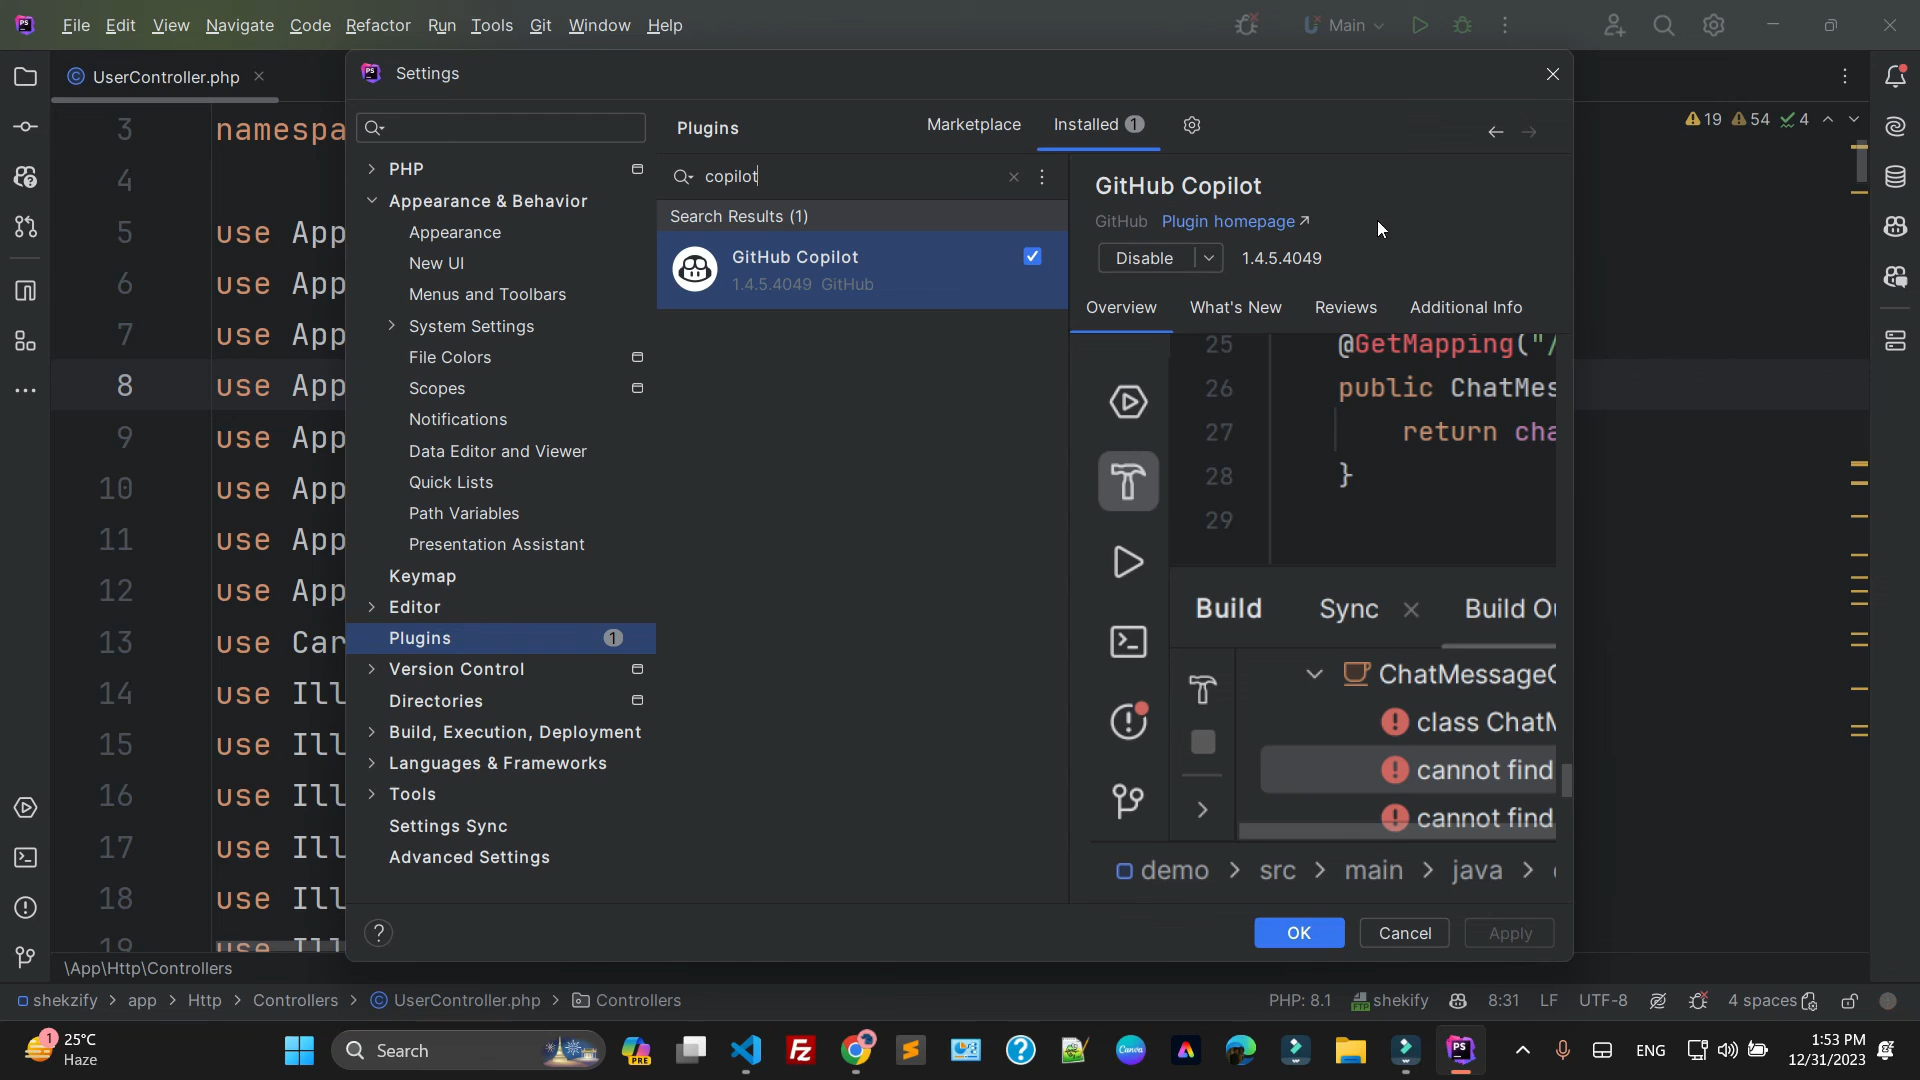 File Edit View Navigate Code Refactor Run Tools Git Window Help
Main
UserController.php
Settings
19 54 4
3 namespa
4
5 use App
6 use App
7 use App
8 use App
9 use App
10 use App
11 use App
12 use App
13 use Car
14 use Ill
15 use Ill
16 use Ill
17 use Ill
18 use Ill
19 use Ill
PHP
Appearance & Behavior
Appearance
New UI
Menus and Toolbars
System Settings
File Colors
Scopes
Notifications
Data Editor and Viewer
Quick Lists
Path Variables
Presentation Assistant
Keymap
Editor
Plugins 1
Version Control
Directories
Build, Execution, Deployment
Languages & Frameworks
Tools
Settings Sync
Advanced Settings
Plugins Marketplace Installed 1
copilot
Search Results (1)
GitHub Copilot
1.4.5.4049 GitHub
GitHub Copilot
GitHub Plugin homepage
Disable 1.4.5.4049
Overview What's New Reviews Additional Info
25 @GetMapping("/
26 public ChatMes
27 return cha
28 }
29
Build Sync Build Ou
ChatMessageC
class ChatM
cannot find
cannot find
demo > src > main > java >
? OK Cancel Apply
\App\Http\Controllers
shekzify > app > Http > Controllers > UserController.php > Controllers PHP: 8.1 shekify 8:31 LF UTF-8 4 spaces
25°C
Haze
Search
PRE
Canva
ENG
1:53 PM
12/31/2023